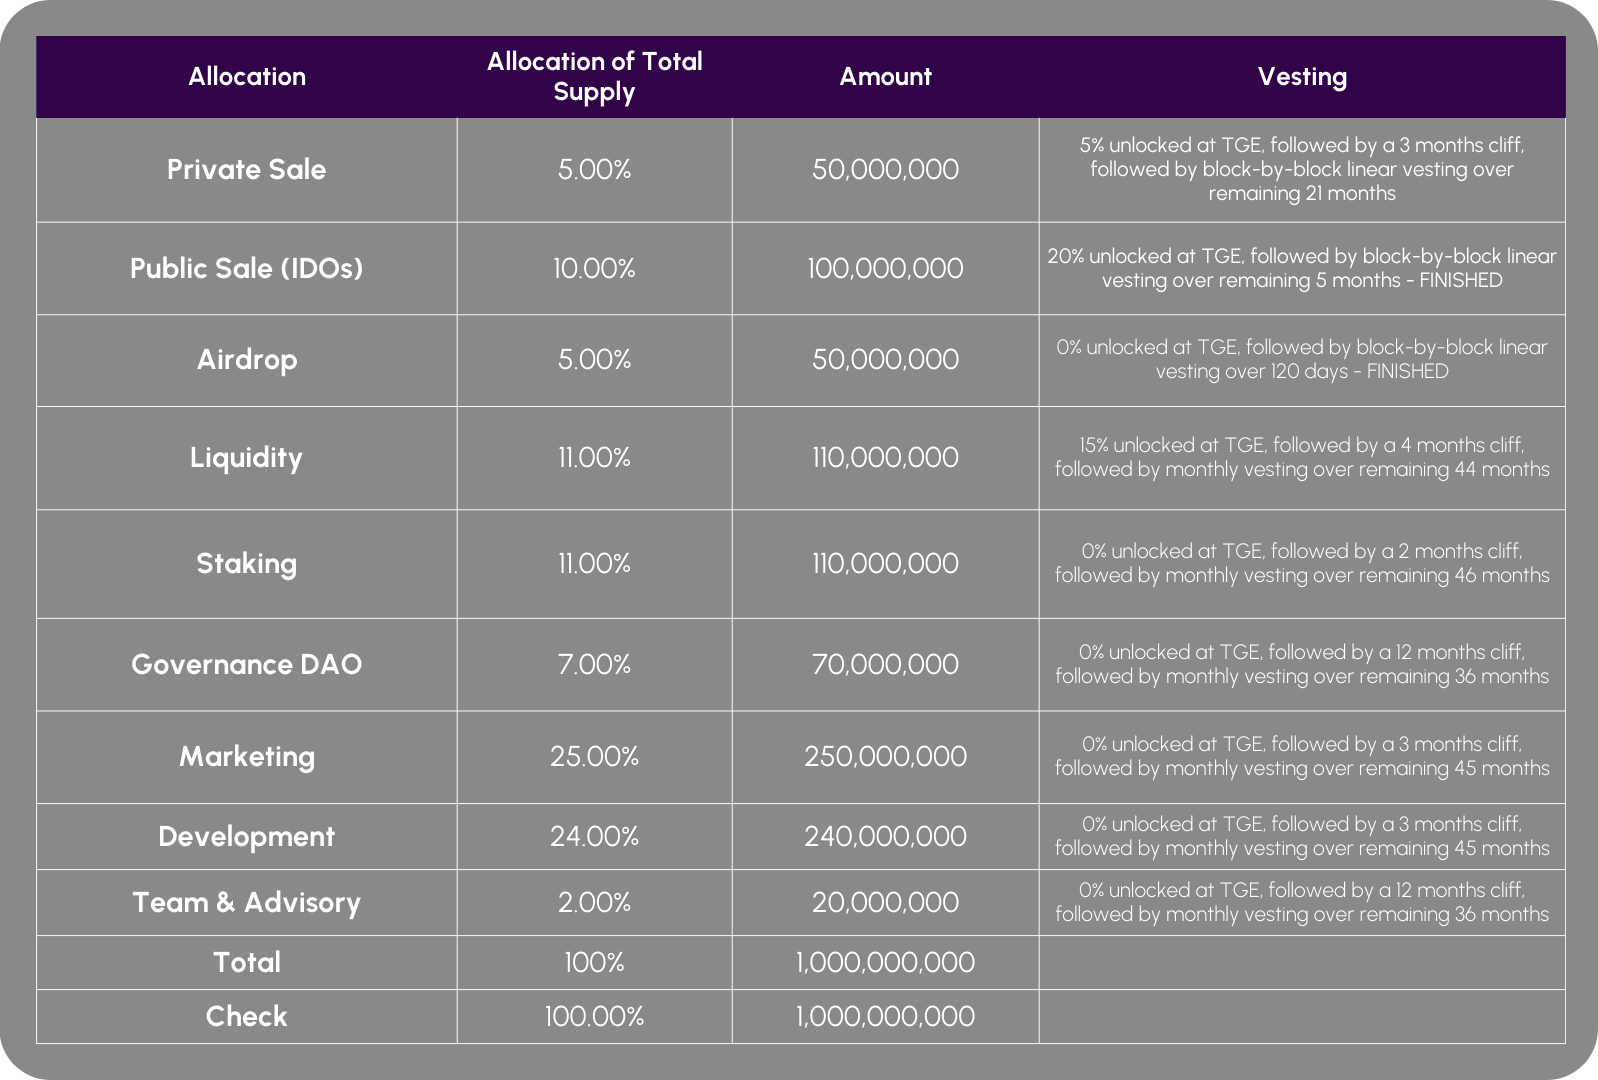 Allocation
Allocation of Total
Supply
Amount
Vesting
Private Sale
5.00%
50,000,000
5% unlocked at TGE, followed by a 3 months cliff,
followed by block-by-block linear vesting over
remaining 21 months
Public Sale (IDOs)
10.00%
100,000,000
20% unlocked at TGE, followed by block-by-block linear
vesting over remaining 5 months - FINISHED
Airdrop
5.00%
50,000,000
0% unlocked at TGE, followed by block-by-block linear
vesting over 120 days - FINISHED
Liquidity
11.00%
110,000,000
15% unlocked at TGE, followed by a 4 months cliff,
followed by monthly vesting over remaining 44 months
Staking
11.00%
110,000,000
0% unlocked at TGE, followed by a 2 months cliff,
followed by monthly vesting over remaining 46 months
Governance DAO
7.00%
70,000,000
0% unlocked at TGE, followed by a 12 months cliff,
followed by monthly vesting over remaining 36 months
Marketing
25.00%
250,000,000
0% unlocked at TGE, followed by a 3 months cliff,
followed by monthly vesting over remaining 45 months
Development
24.00%
240,000,000
0% unlocked at TGE, followed by a 3 months cliff,
followed by monthly vesting over remaining 45 months
Team & Advisory
2.00%
20,000,000
0% unlocked at TGE, followed by a 12 months cliff,
followed by monthly vesting over remaining 36 months
Total
100%
1,000,000,000
Check
100.00%
1,000,000,000